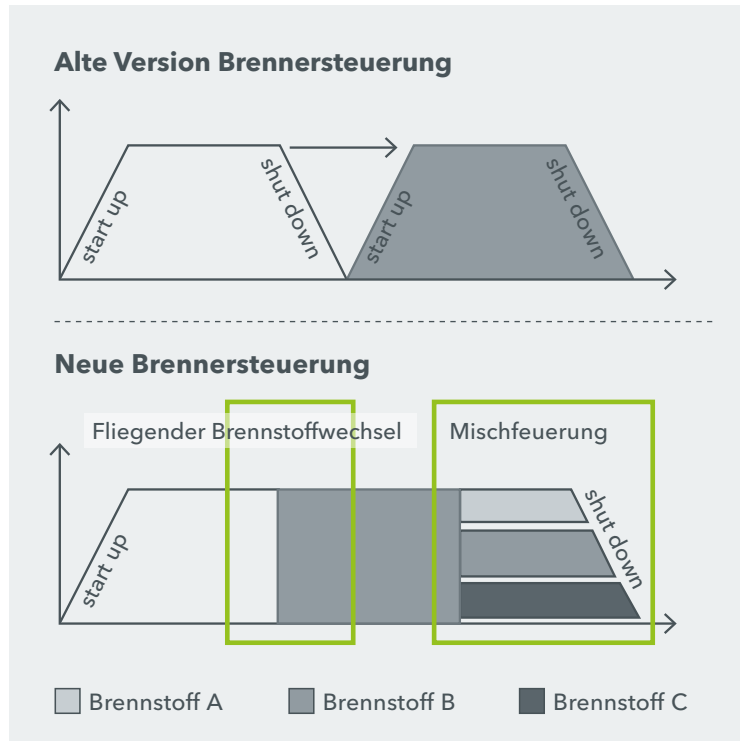 Alte Version Brennersteuerung
start up
shut down
start up
shut down
Neue Brennersteuerung
Fliegender Brennstoffwechsel
Mischfeuerung
start up
shut down
Brennstoff A
Brennstoff B
Brennstoff C